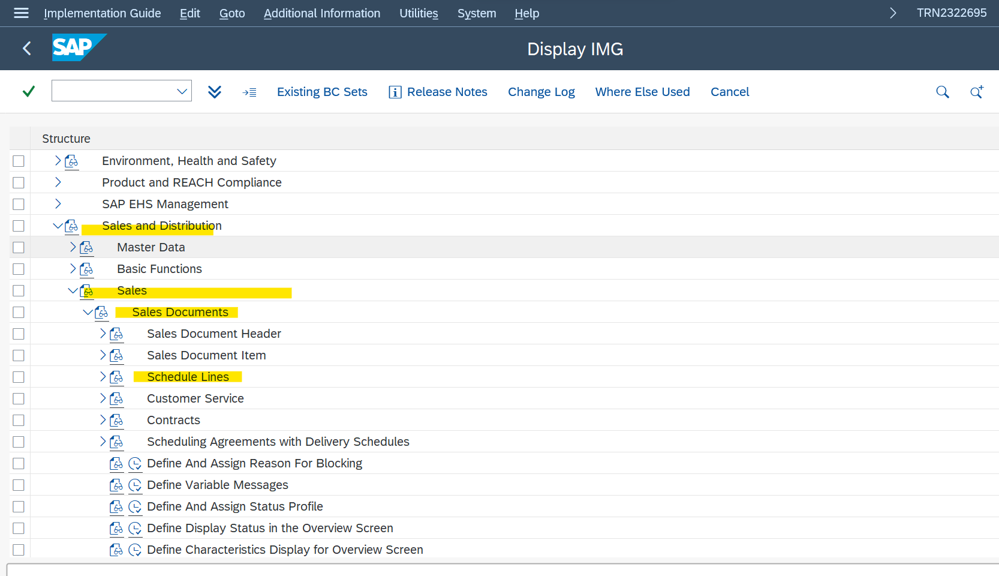 Implementation Guide Edit Goto Additional Information Utilities System Help TRN2322695
SAP Display IMG
Existing BC Sets Release Notes Change Log Where Else Used Cancel
Structure
Environment, Health and Safety
Product and REACH Compliance
SAP EHS Management
Sales and Distribution
Master Data
Basic Functions
Sales
Sales Documents
Sales Document Header
Sales Document Item
Schedule Lines
Customer Service
Contracts
Scheduling Agreements with Delivery Schedules
Define And Assign Reason For Blocking
Define Variable Messages
Define And Assign Status Profile
Define Display Status in the Overview Screen
Define Characteristics Display for Overview Screen